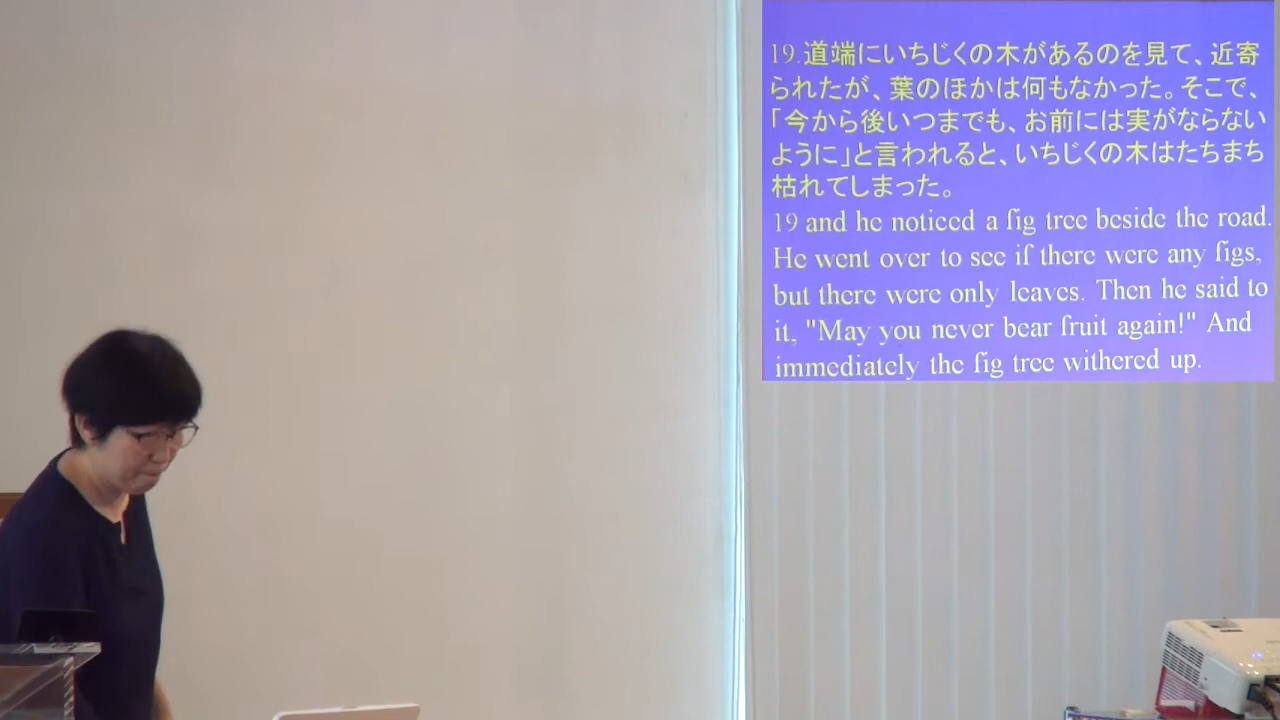 19.道端にいちじくの木があるのを見て、近寄
られたが、葉のほかは何もなかった。そこで、
「今から後いつまでも、お前には実がならない
ように」と言われると、いちじくの木はたちまち
枯れてしまった。
19 and he noticed a fig tree beside the road.
He went over to see if there were any figs,
but there were only leaves. Then he said to
it, "May you never bear fruit again!" And
immediately the fig tree withered up.